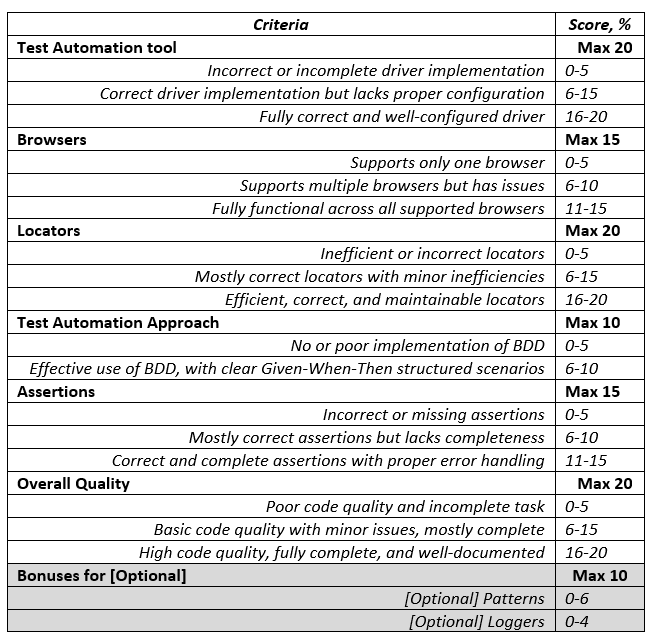 Criteria Score, %
Test Automation tool Max 20
Incorrect or incomplete driver implementation 0-5
Correct driver implementation but lacks proper configuration 6-15
Fully correct and well-configured driver 16-20
Browsers Max 15
Supports only one browser 0-5
Supports multiple browsers but has issues 6-10
Fully functional across all supported browsers 11-15
Locators Max 20
Inefficient or incorrect locators 0-5
Mostly correct locators with minor inefficiencies 6-15
Efficient, correct, and maintainable locators 16-20
Test Automation Approach Max 10
No or poor implementation of BDD 0-5
Effective use of BDD, with clear Given-When-Then structured scenarios 6-10
Assertions Max 15
Incorrect or missing assertions 0-5
Mostly correct assertions but lacks completeness 6-10
Correct and complete assertions with proper error handling 11-15
Overall Quality Max 20
Poor code quality and incomplete task 0-5
Basic code quality with minor issues, mostly complete 6-15
High code quality, fully complete, and well-documented 16-20
Bonuses for [Optional] Max 10
[Optional] Patterns 0-6
[Optional] Loggers 0-4